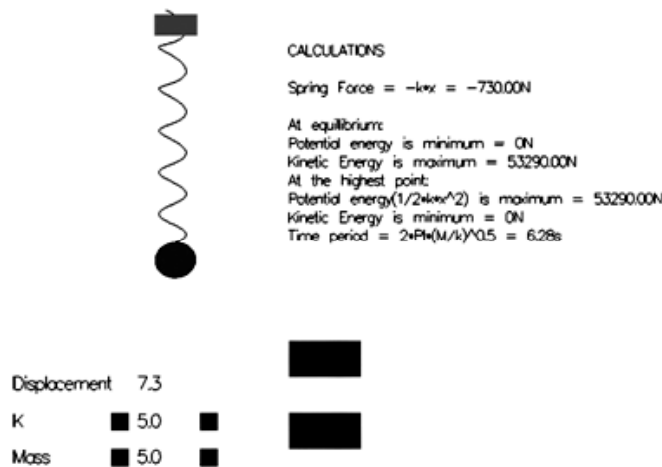 CALCULATIONS
Spring Force = -k*x = -730.00N
At equilibrium:
Potential energy is minimum = 0N
Kinetic Energy is maximum = 53290.00N
At the highest point:
Potential energy(1/2*k*x^2) is maximum = 53290.00N
Kinetic Energy is minimum = 0N
Time period = 2*PI*(M/k)^0.5 = 6.28s
Displacement 7.3
K 5.0
Mass 5.0